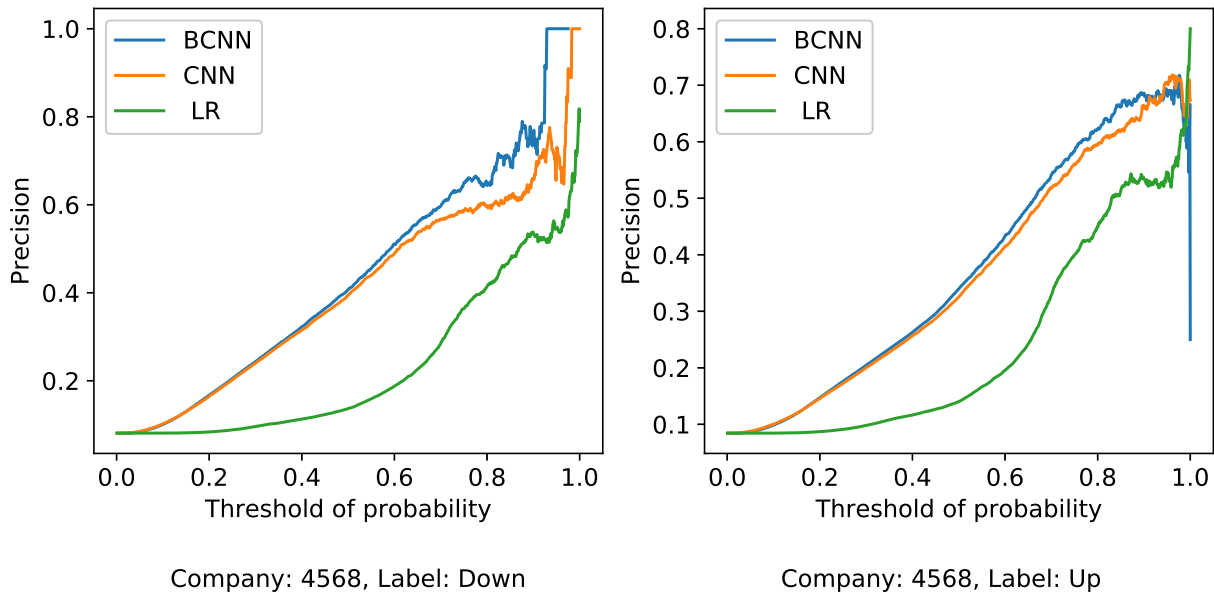 BCNN
CNN
LR
1.0
0.8
0.6
0.4
0.2
Precision
0.0 0.2 0.4 0.6 0.8 1.0
Threshold of probability
Company: 4568, Label: Down
BCNN
CNN
LR
0.8
0.7
0.6
0.5
0.4
0.3
0.2
0.1
Precision
0.0 0.2 0.4 0.6 0.8 1.0
Threshold of probability
Company: 4568, Label: Up